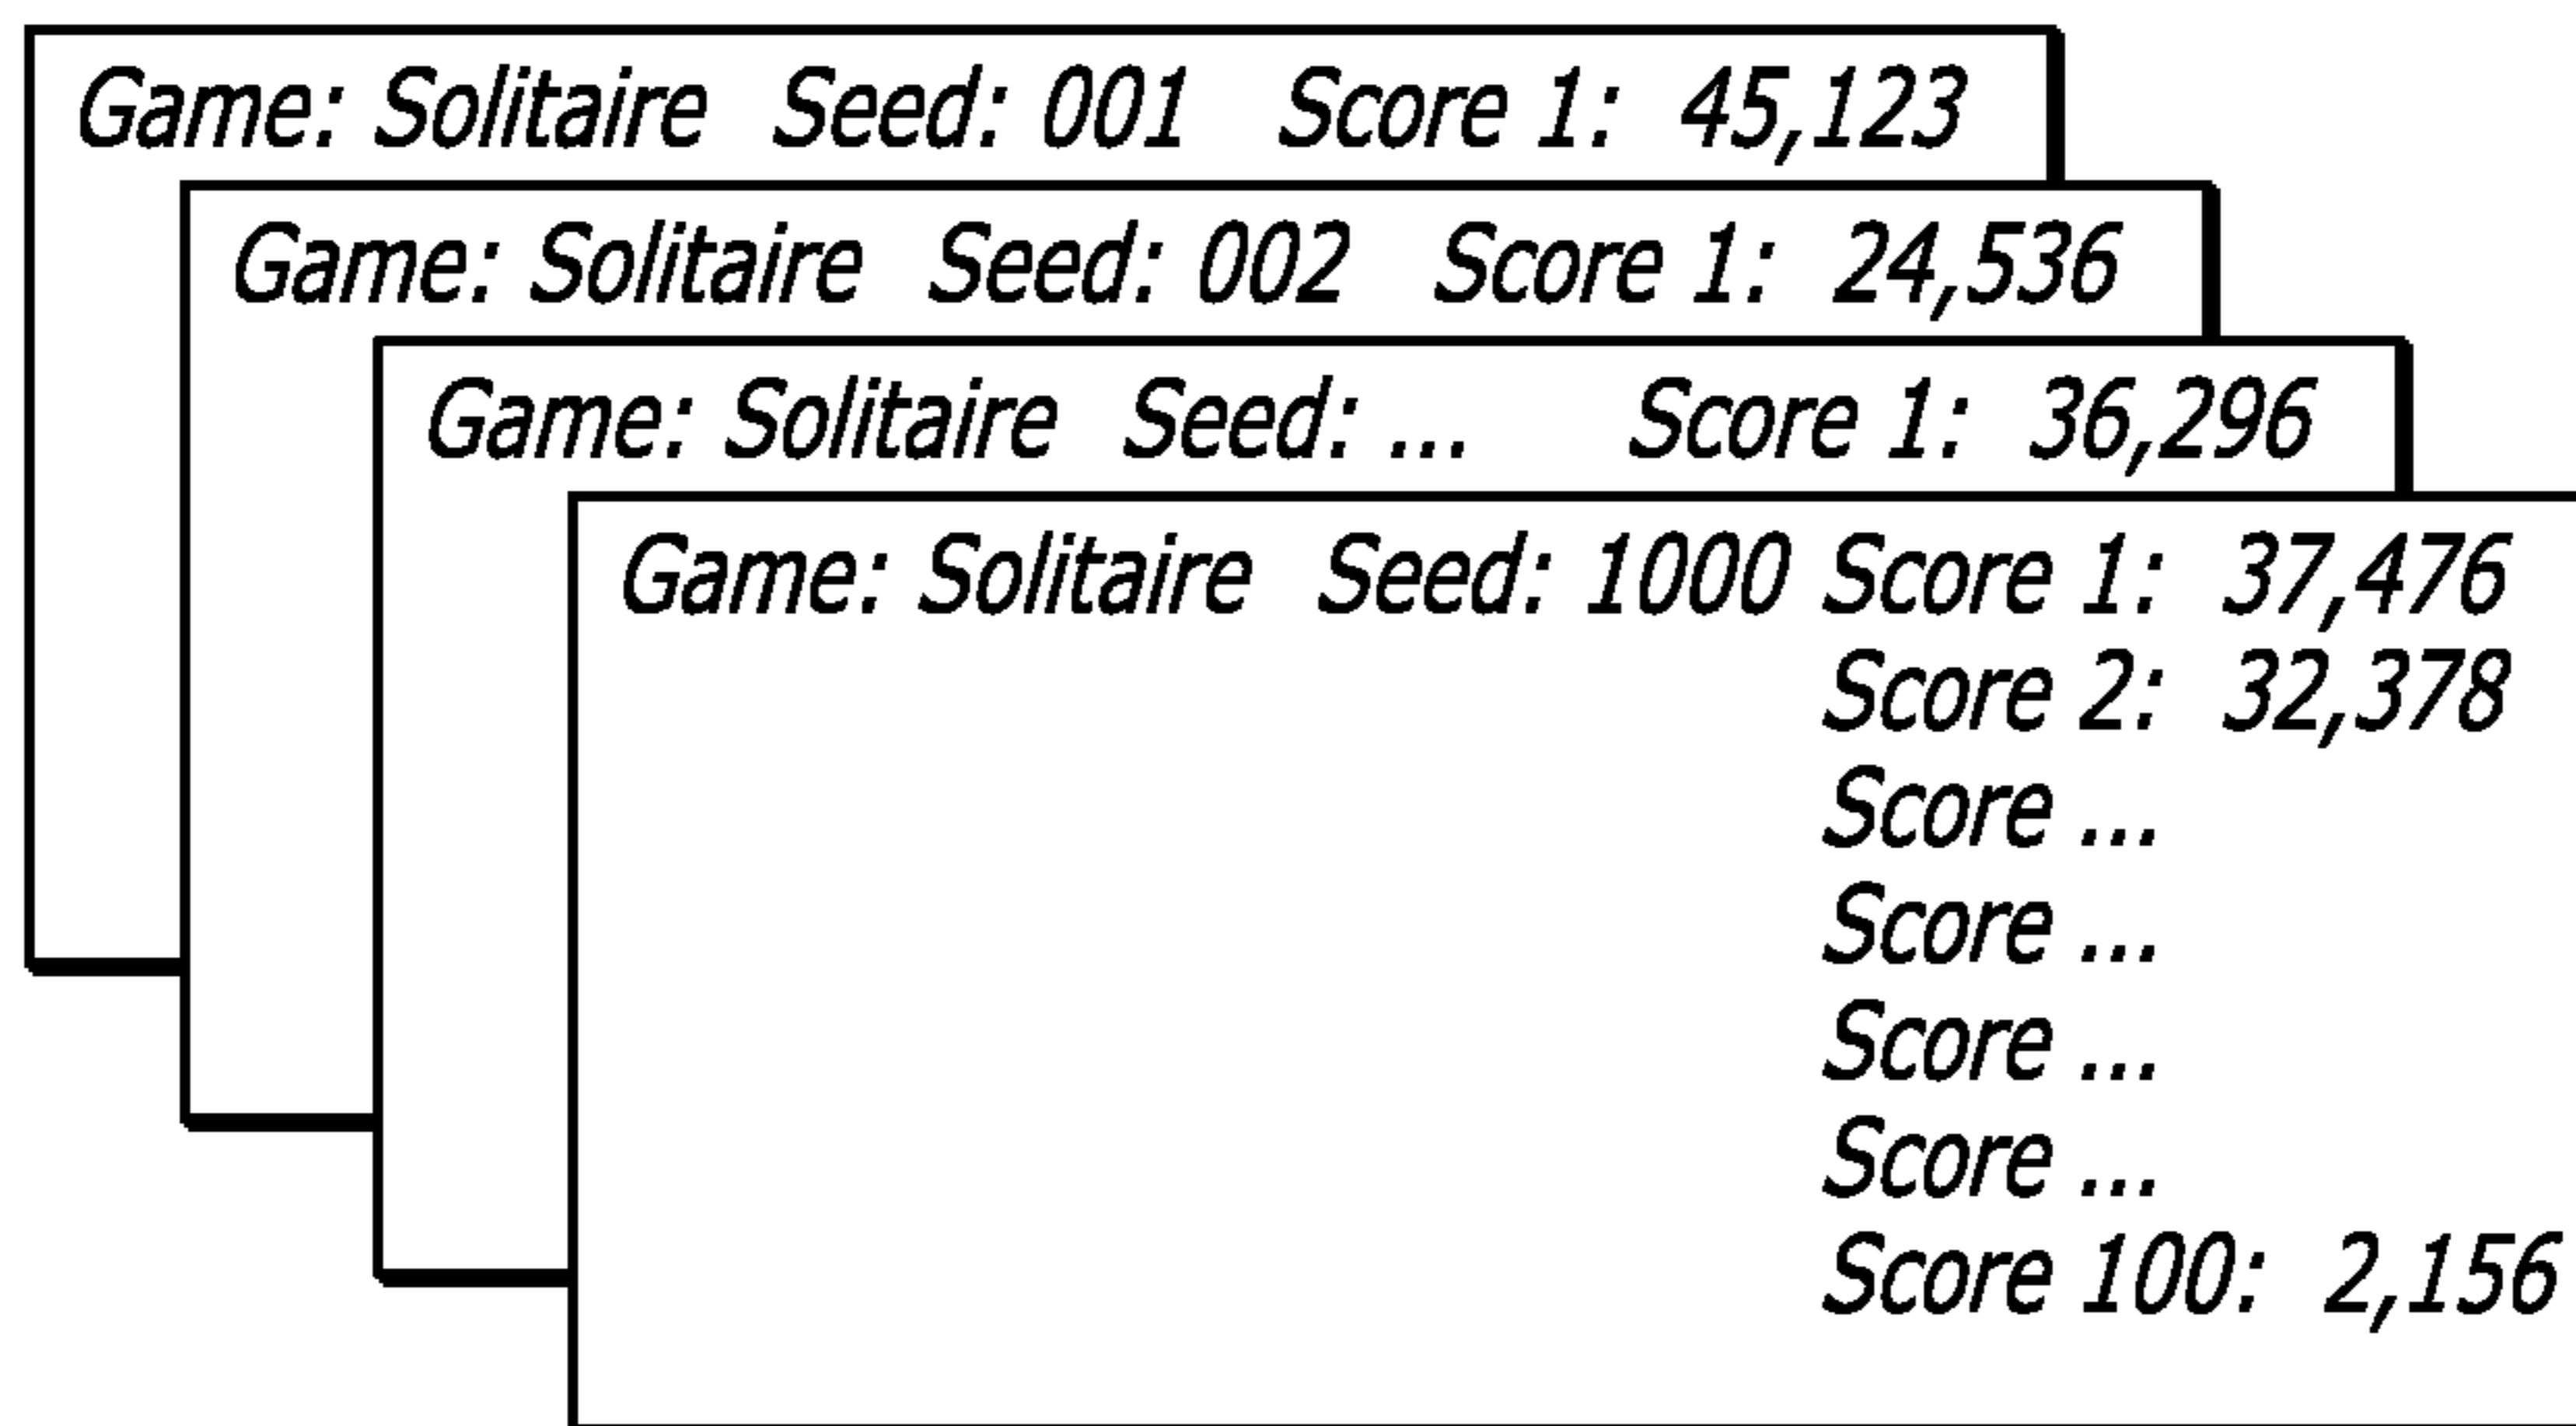 Game: Solitaire Seed: 001 Score 1: 45,123
Game: Solitaire Seed: 002 Score 1: 24,536
Game: Solitaire Seed: ... Score 1: 36,296
Game: Solitaire Seed: 1000 Score 1: 37,476
Score 2: 32,378
Score ...
Score ...
Score ...
Score ...
Score 100: 2,156